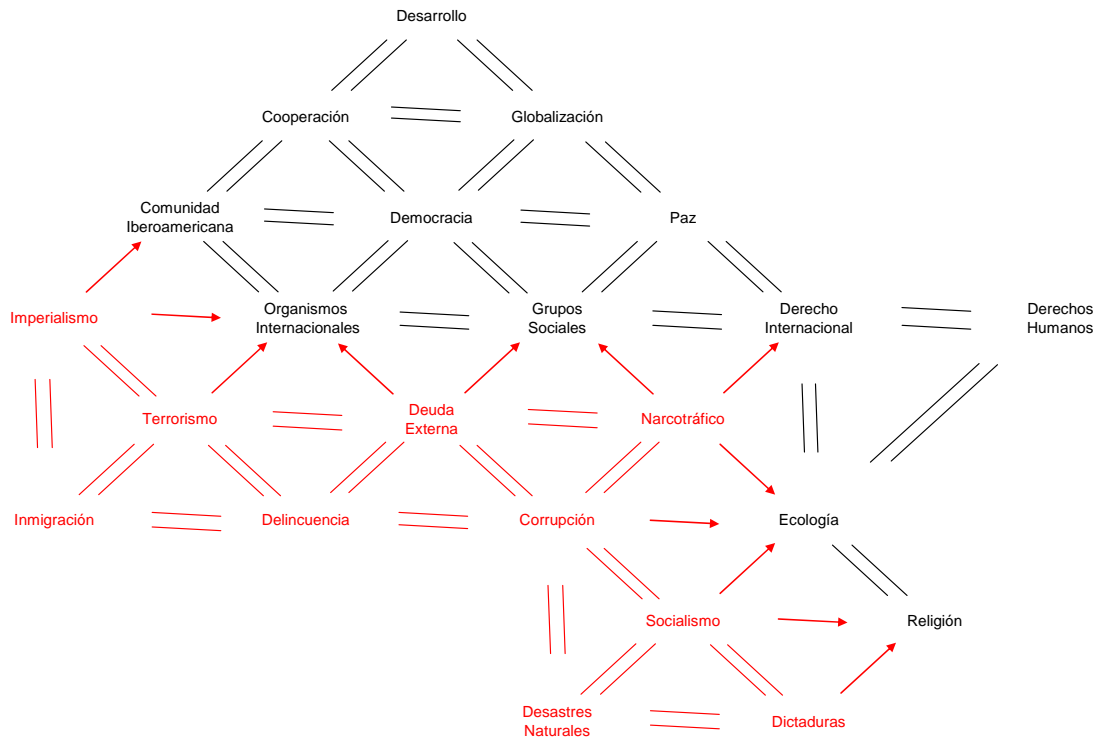 Desarrollo
Cooperación
Globalización
Comunidad
Iberoamericana
Democracia
Paz
Imperialismo
Organismos
Internacionales
Grupos
Sociales
Derecho
Internacional
Derechos
Humanos
Terrorismo
Deuda
Externa
Narcotráfico
Inmigración
Delincuencia
Corrupción
Ecología
Socialismo
Religión
Desastres
Naturales
Dictaduras